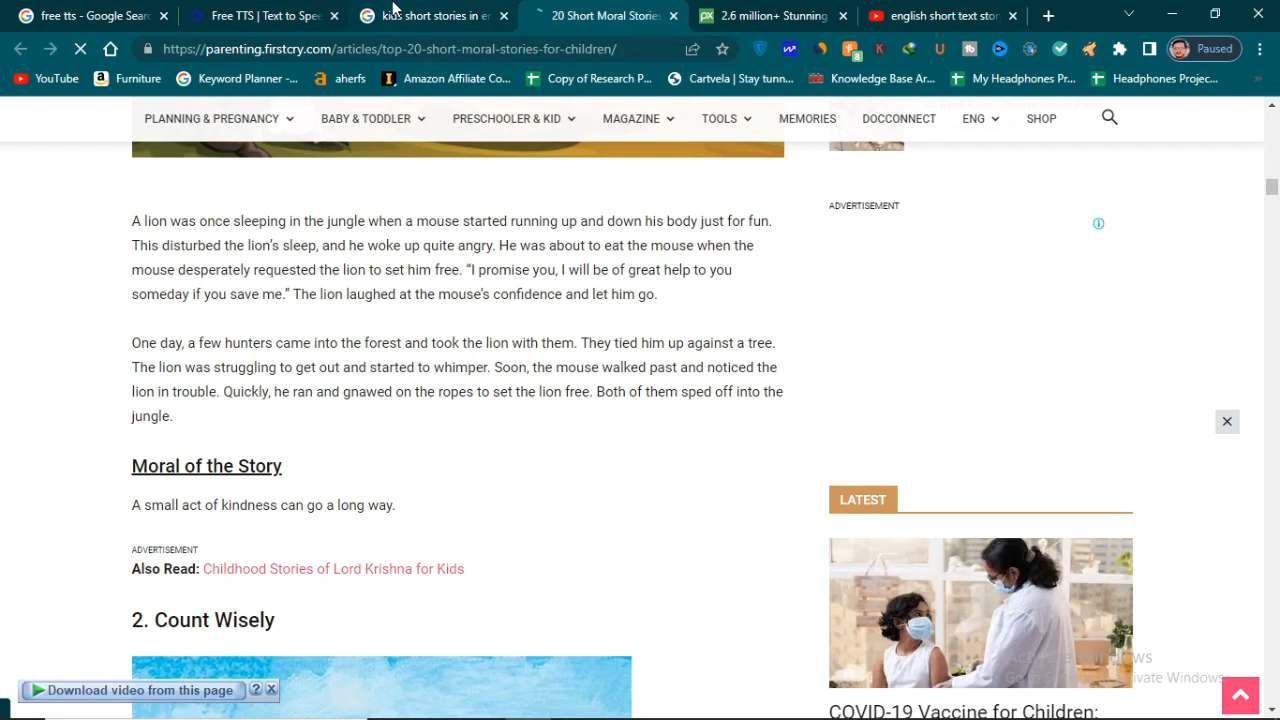 free tts - Google Sear
Free TTS | Text to Spee
kids short stories in e
20 Short Moral Stories
2.6 million+ Stunning
english short text stor
https://parenting.firstcry.com/articles/top-20-short-moral-stories-for-children/
Paused
YouTube
Furniture
Keyword Planner -...
aherfs
Amazon Affiliate Co...
Copy of Research P...
Cartvela | Stay tunn...
Knowledge Base Ar...
My Headphones Pr...
Headphones Projec...
PLANNING & PREGNANCY
BABY & TODDLER
PRESCHOOLER & KID
MAGAZINE
TOOLS
MEMORIES
DOCCONNECT
ENG
SHOP
A lion was once sleeping in the jungle when a mouse started running up and down his body just for fun.
This disturbed the lion's sleep, and he woke up quite angry. He was about to eat the mouse when the
mouse desperately requested the lion to set him free. “I promise you, I will be of great help to you
someday if you save me.” The lion laughed at the mouse's confidence and let him go.
One day, a few hunters came into the forest and took the lion with them. They tied him up against a tree.
The lion was struggling to get out and started to whimper. Soon, the mouse walked past and noticed the
lion in trouble. Quickly, he ran and gnawed on the ropes to set the lion free. Both of them sped off into the
jungle.
Moral of the Story
A small act of kindness can go a long way.
ADVERTISEMENT
Also Read: Childhood Stories of Lord Krishna for Kids
2. Count Wisely
Download video from this page
ADVERTISEMENT
LATEST
COVID-19 Vaccine for Children: